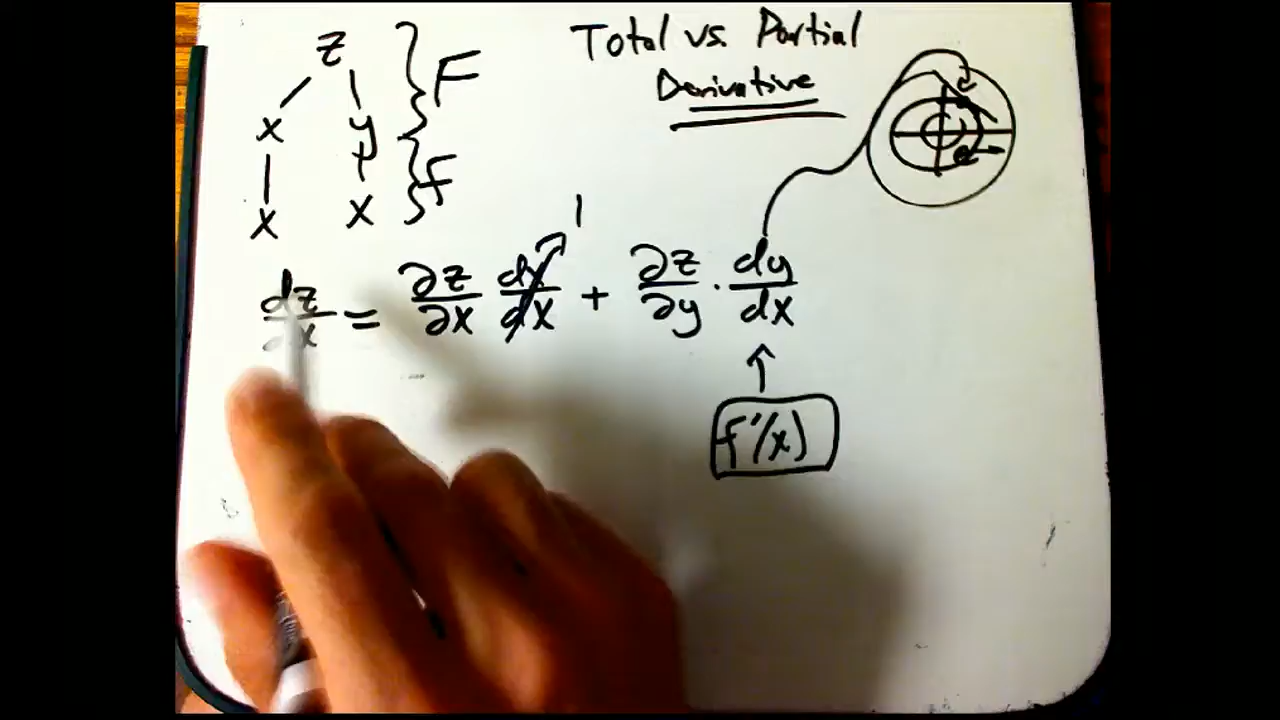 Total vs. Partial
Derivative
z
x y
x x
} F
} f
dz/dx = ∂z/∂x dx/dx + ∂z/∂y · dy/dx
1
f'(x)